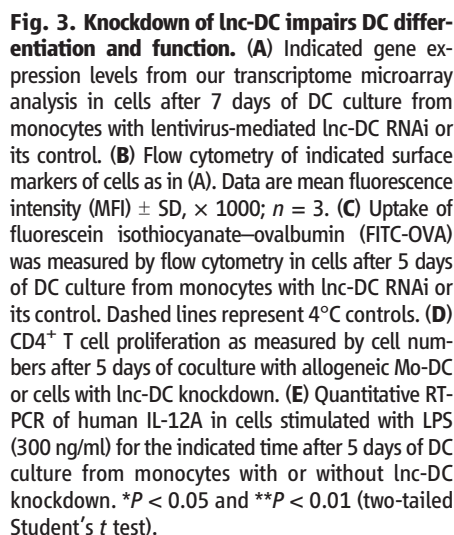 Fig. 3. Knockdown of lnc-DC impairs DC differ-
entiation and function. (A) Indicated gene ex-
pression levels from our transcriptome microarray
analysis in cells after 7 days of DC culture from
monocytes with lentivirus-mediated lnc-DC RNAi or
its control. (B) Flow cytometry of indicated surface
markers of cells as in (A). Data are mean fluorescence
intensity (MFI) ± SD, × 1000; n = 3. (C) Uptake of
fluorescein isothiocyanate–ovalbumin (FITC-OVA)
was measured by flow cytometry in cells after 5 days
of DC culture from monocytes with lnc-DC RNAi or
its control. Dashed lines represent 4°C controls. (D)
CD4⁺ T cell proliferation as measured by cell num-
bers after 5 days of coculture with allogeneic Mo-DC
or cells with lnc-DC knockdown. (E) Quantitative RT-
PCR of human IL-12A in cells stimulated with LPS
(300 ng/ml) for the indicated time after 5 days of DC
culture from monocytes with or without lnc-DC
knockdown. *P < 0.05 and **P < 0.01 (two-tailed
Student's t test).